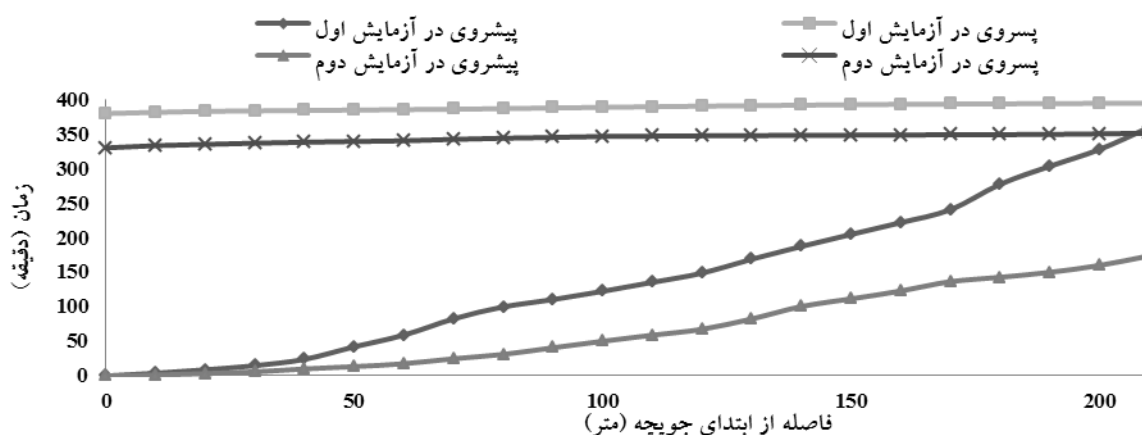 پیشروی در آزمایش اول
پسروی در آزمایش اول
پیشروی در آزمایش دوم
پسروی در آزمایش دوم
400
350
300
250
200
150
100
50
0
زمان (دقیقه)
0 50 100 150 200
فاصله از ابتدای جویچه (متر)